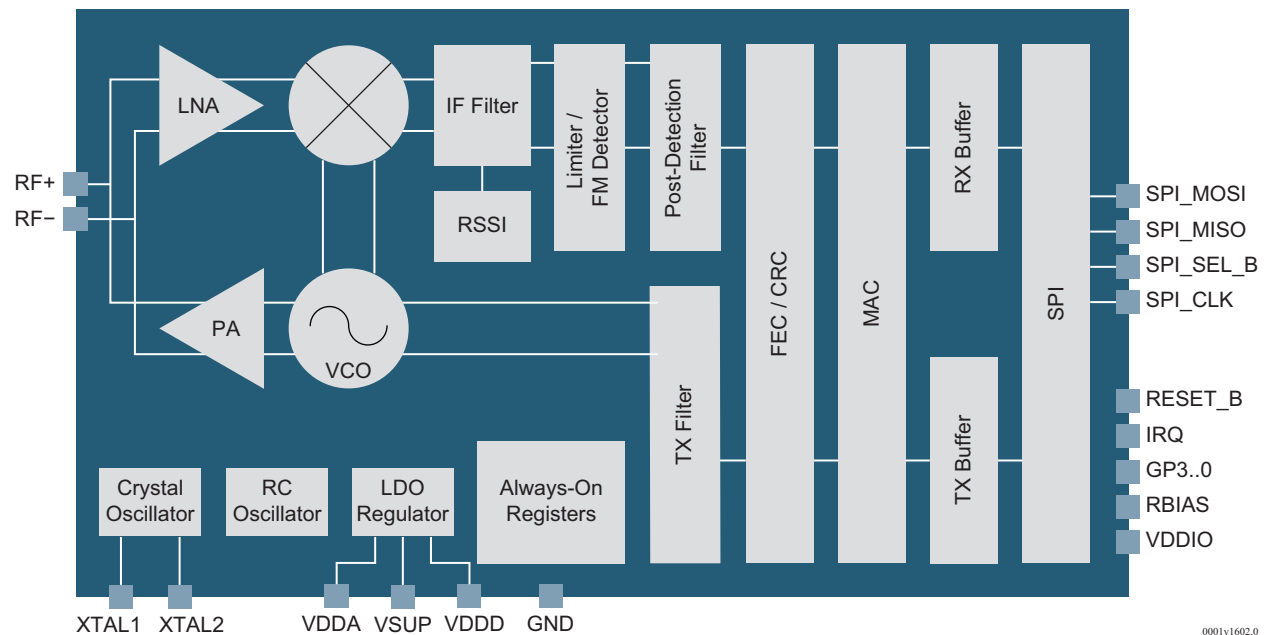 LNA
IF Filter
RSSI
Limiter /
FM Detector
Post-Detection
Filter
FEC / CRC
MAC
RX Buffer
SPI
RF+
RF−
SPI_MOSI
SPI_MISO
SPI_SEL_B
SPI_CLK
PA
VCO
TX Filter
TX Buffer
RESET_B
IRQ
GP3..0
RBIAS
VDDIO
Crystal
Oscillator
RC
Oscillator
LDO
Regulator
Always-On
Registers
XTAL1
XTAL2
VDDA
VSUP
VDDD
GND
0001v1602.0